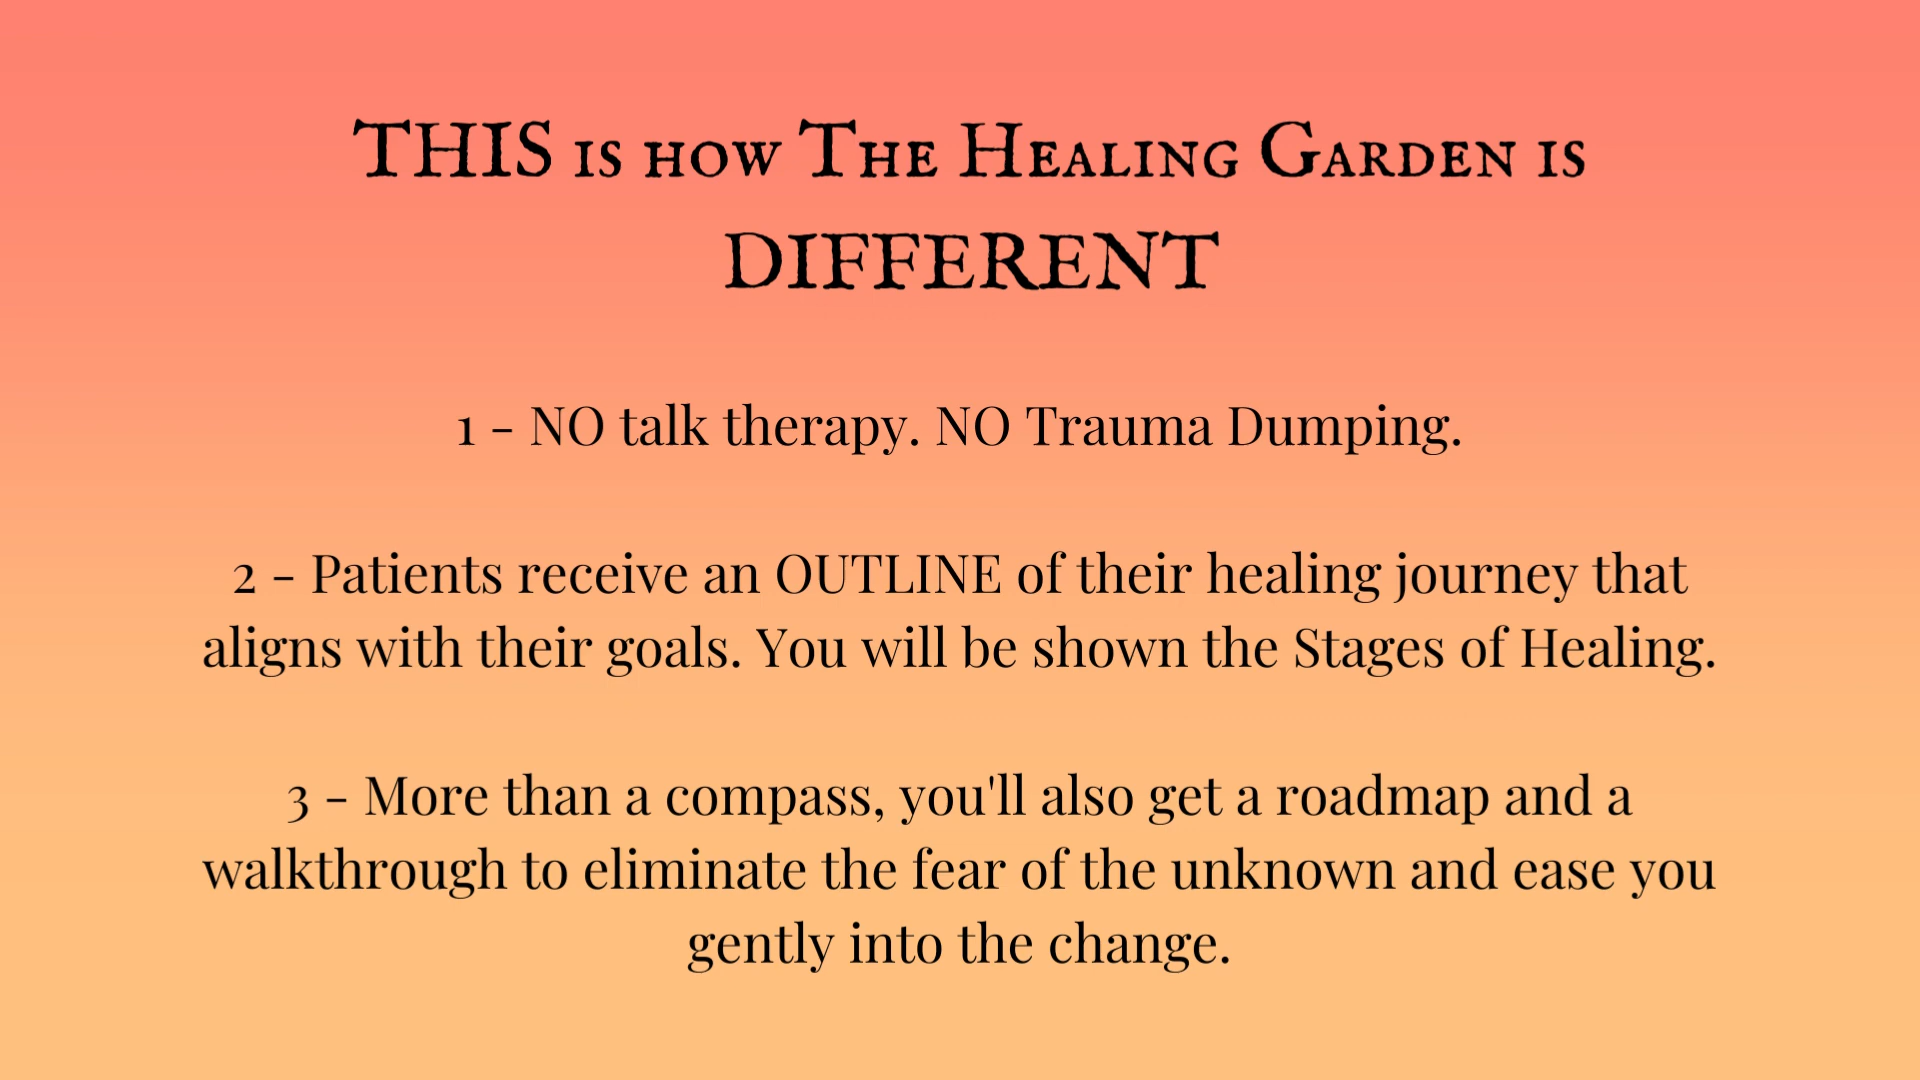 THIS is how The Healing Garden is
DIFFERENT
1 - NO talk therapy. NO Trauma Dumping.
2 - Patients receive an OUTLINE of their healing journey that
aligns with their goals. You will be shown the Stages of Healing.
3 - More than a compass, you'll also get a roadmap and a
walkthrough to eliminate the fear of the unknown and ease you
gently into the change.